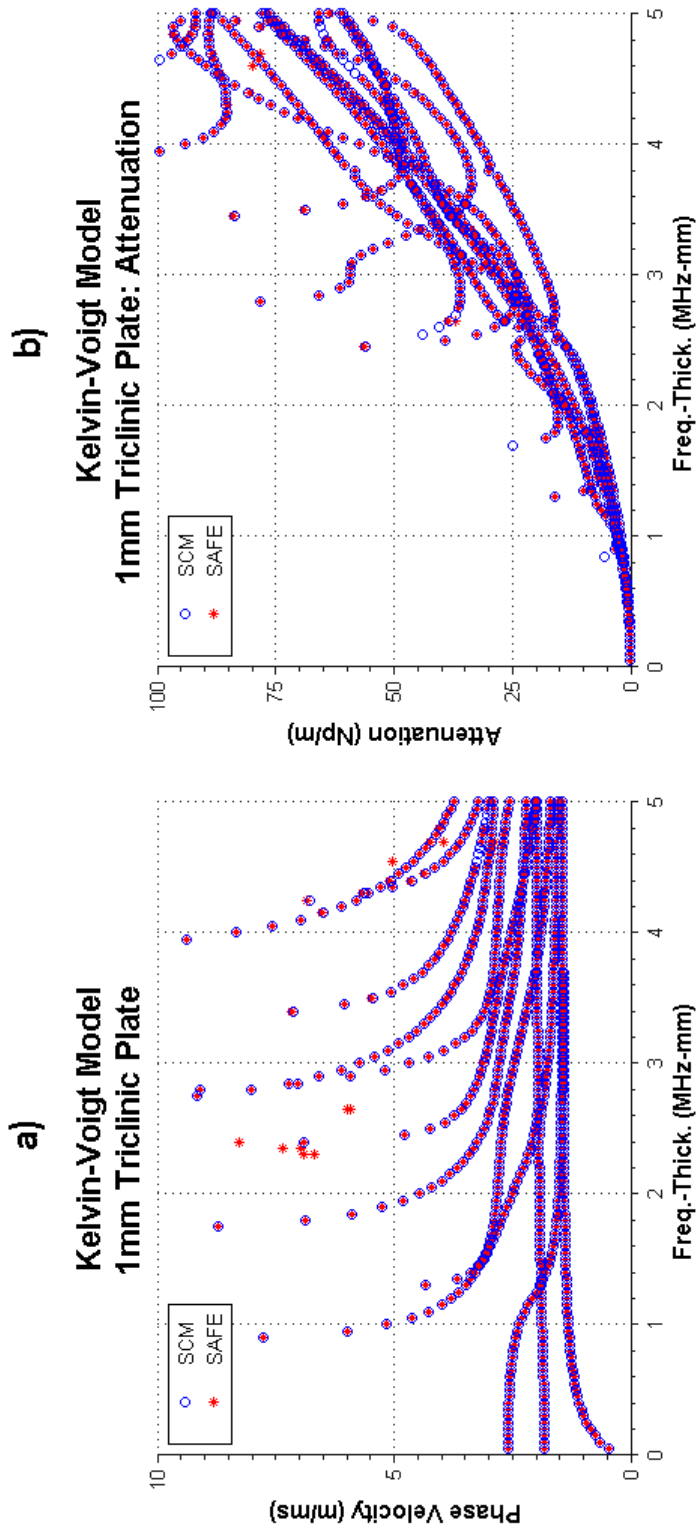 a)
Kelvin-Voigt Model
1mm Triclinic Plate
SCM
SAFE
10
5
0
Phase Velocity (m/ms)
0
1
2
3
4
5
Freq.-Thick. (MHz-mm)
b)
Kelvin-Voigt Model
1mm Triclinic Plate: Attenuation
SCM
SAFE
100
75
50
25
0
Attenuation (Np/m)
0
1
2
3
4
5
Freq.-Thick. (MHz-mm)